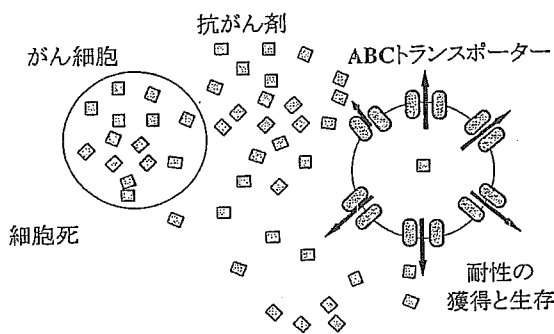 抗がん剤
がん細胞
ABCトランスポーター
細胞死
耐性の
獲得と生存